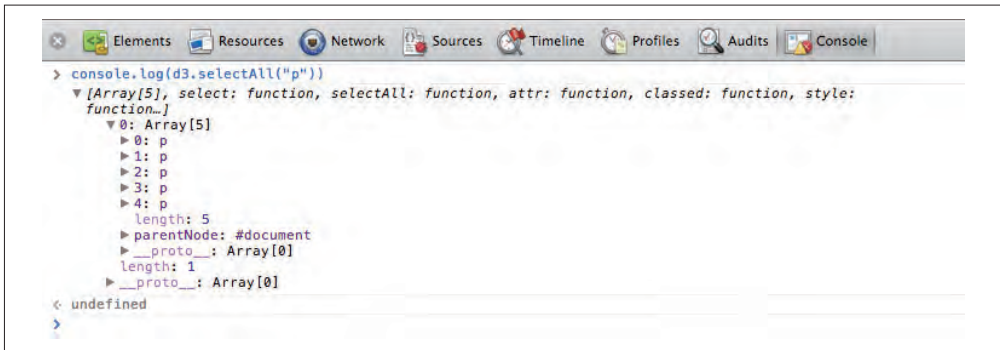 Elements Resources Network Sources Timeline Profiles Audits Console
> console.log(d3.selectAll("p"))
▼ [Array[5], select: function, selectAll: function, attr: function, classed: function, style:
function…]
▼ 0: Array[5]
▶ 0: p
▶ 1: p
▶ 2: p
▶ 3: p
▶ 4: p
length: 5
▶ parentNode: #document
▶ __proto__: Array[0]
length: 1
▶ __proto__: Array[0]
< undefined
>